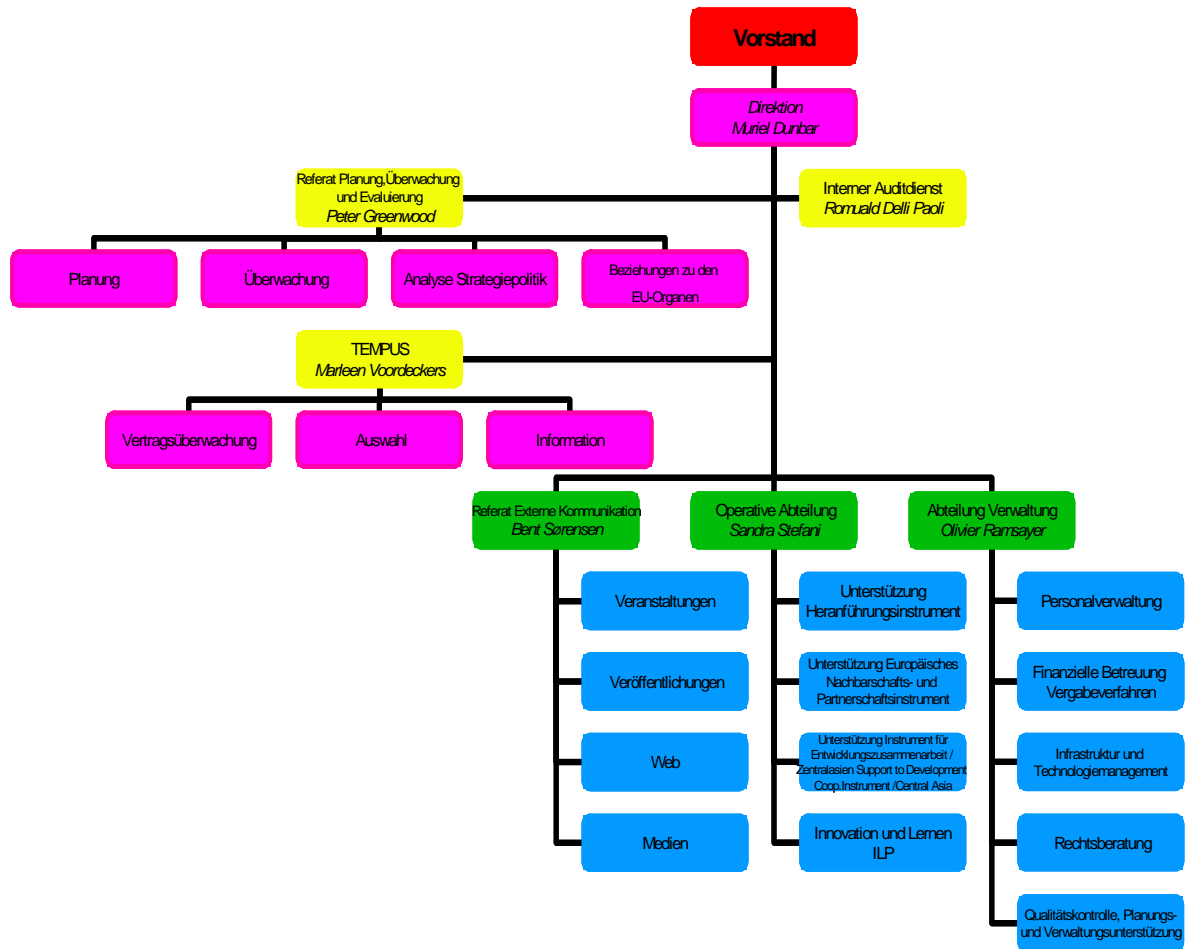 Vorstand
Direktion
Muriel Dunbar
Referat Planung,Überwachung
und Evaluierung
Peter Greenwood
Interner Auditdienst
Romuald Delli Paoli
Planung
Überwachung
Analyse Strategiepolitik
Beziehungen zu den
EU-Organen
TEMPUS
Marleen Voordeckers
Vertragsüberwachung
Auswahl
Information
Referat Externe Kommunikation
Bent Sørensen
Operative Abteilung
Sandra Stefani
Abteilung Verwaltung
Olivier Ramsayer
Veranstaltungen
Veröffentlichungen
Web
Medien
Unterstützung
Heranführungsinstrument
Unterstützung Europäisches
Nachbarschafts- und
Partnerschaftsinstrument
Unterstützung Instrument für
Entwicklungszusammenarbeit /
Zentralasien Support to Development
Coop.Instrument /Central Asia
Innovation und Lernen
ILP
Personalverwaltung
Finanzielle Betreuung
Vergabeverfahren
Infrastruktur und
Technologiemanagement
Rechtsberatung
Qualitätskontrolle, Planungs-
und Verwaltungsunterstützung